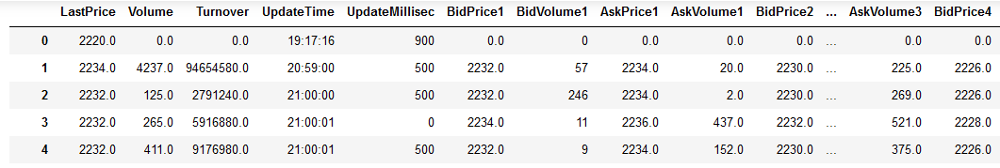 LastPrice Volume Turnover UpdateTime UpdateMillisec BidPrice1 BidVolume1 AskPrice1 AskVolume1 BidPrice2 ... AskVolume3 BidPrice4
0 2220.0 0.0 0.0 19:17:16 900 0.0 0 0.0 0.0 0.0 ... 0.0 0.0
1 2234.0 4237.0 94654580.0 20:59:00 500 2232.0 57 2234.0 20.0 2230.0 ... 225.0 2226.0
2 2232.0 125.0 2791240.0 21:00:00 500 2232.0 246 2234.0 2.0 2230.0 ... 269.0 2226.0
3 2232.0 265.0 5916880.0 21:00:01 0 2234.0 11 2236.0 437.0 2232.0 ... 521.0 2228.0
4 2232.0 411.0 9176980.0 21:00:01 500 2232.0 9 2234.0 152.0 2230.0 ... 375.0 2226.0